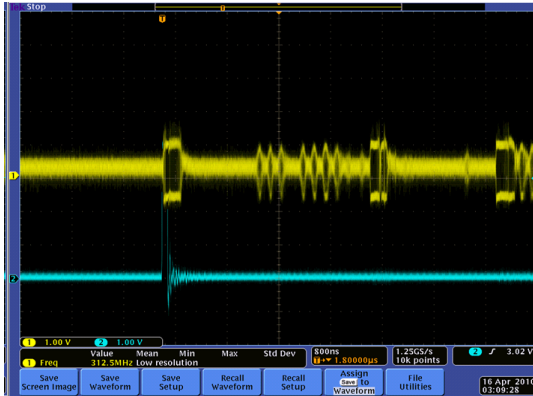 Tek Stop
T
T
1
2
1 1.00 V 2 1.00 V
Value Mean Min Max Std Dev
1 Freq 312.5MHz Low resolution
800ns
T→▼ 1.80000µs
1.25GS/s
10k points
2 ∫ 3.02 V
Save Screen Image
Save Waveform
Save Setup
Recall Waveform
Recall Setup
Assign Save to Waveform
File Utilities
16 Apr 2010
03:09:28